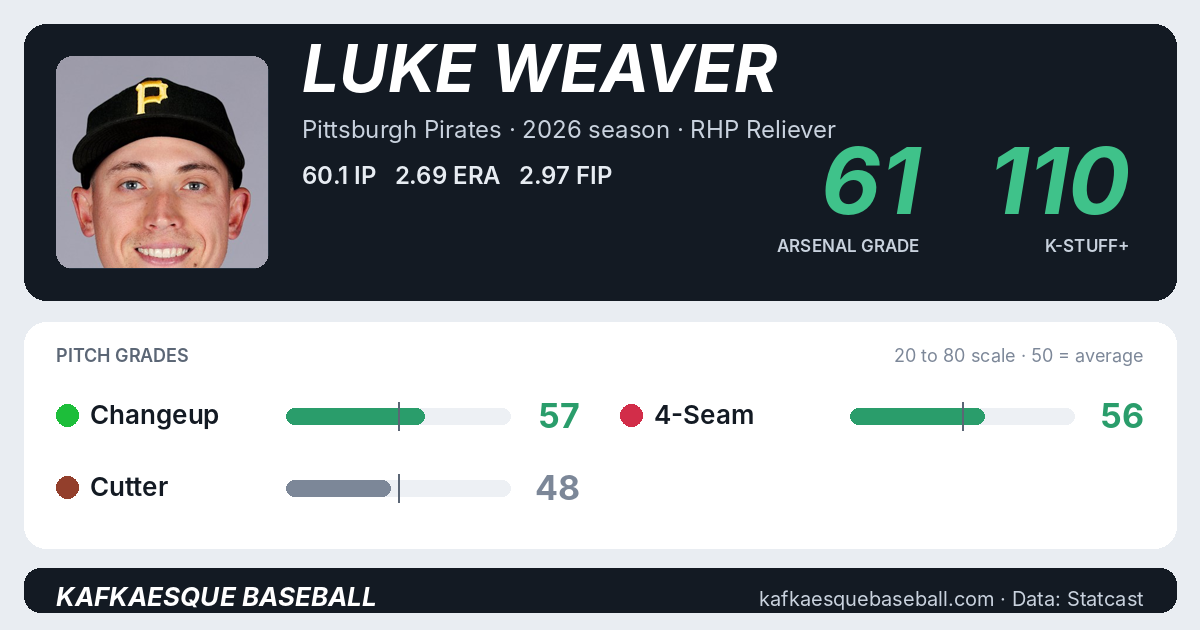 LUKE WEAVER
Pittsburgh Pirates · 2026 season · RHP Reliever
60.1 IP 2.69 ERA 2.97 FIP
61 110
ARSENAL GRADE K-STUFF+
P
PITCH GRADES 20 to 80 scale · 50 = average
Changeup 57 4-Seam 56
Cutter 48
KAFKAESQUE BASEBALL kafkaesquebaseball.com · Data: Statcast